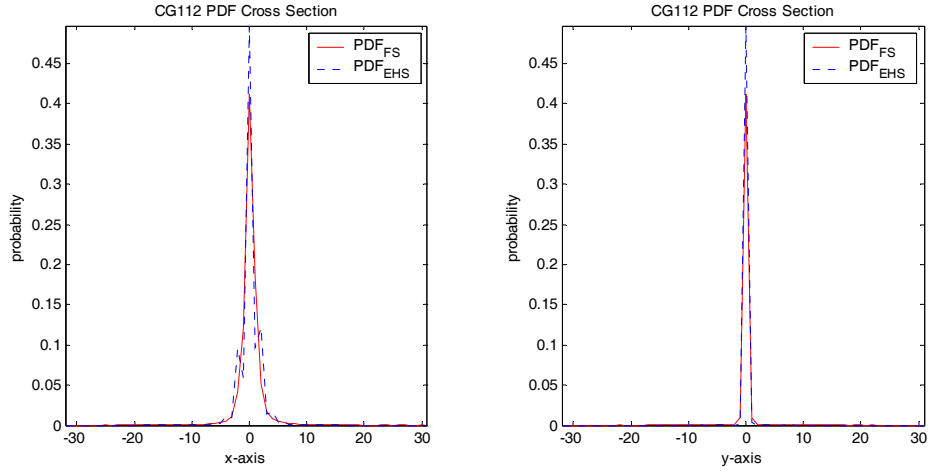 CG112 PDF Cross Section
PDF_FS
PDF_EHS
probability
0.45
0.4
0.35
0.3
0.25
0.2
0.15
0.1
0.05
0
-30 -20 -10 0 10 20 30
x-axis
CG112 PDF Cross Section
PDF_FS
PDF_EHS
probability
0.45
0.4
0.35
0.3
0.25
0.2
0.15
0.1
0.05
0
-30 -20 -10 0 10 20 30
y-axis